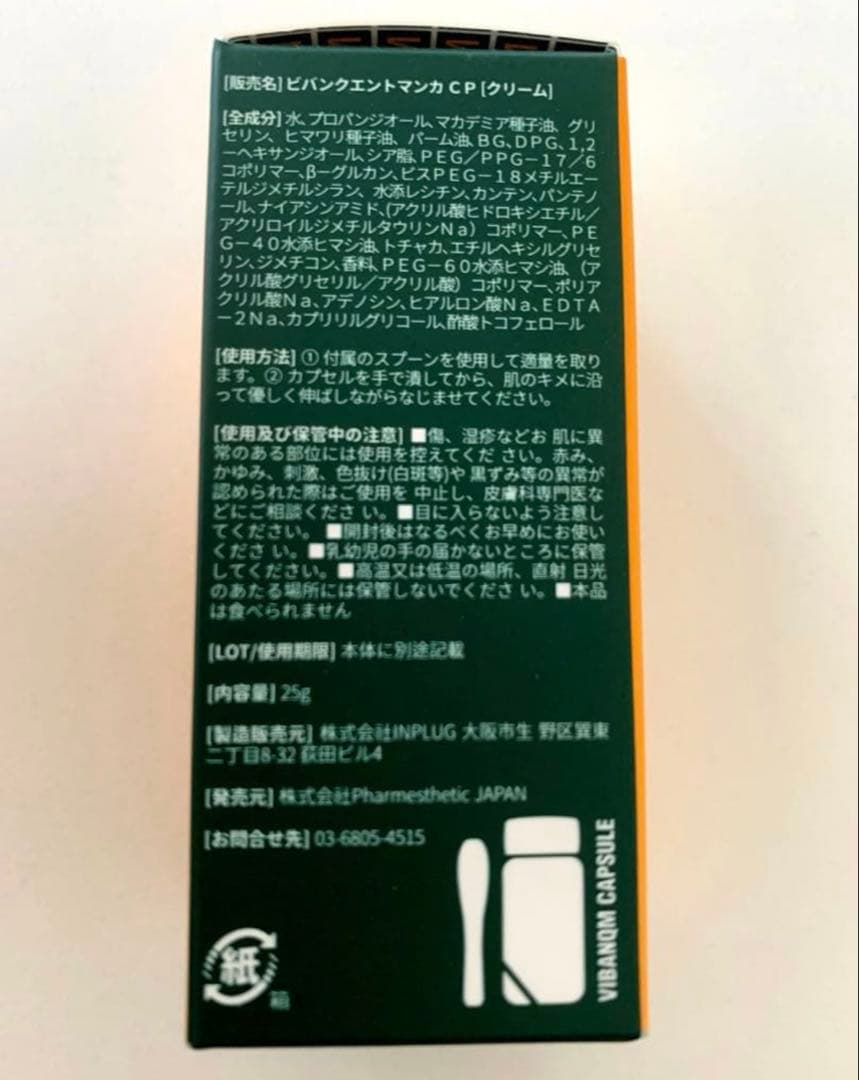 [販売名] ビバンクエントマンカ ＣＰ [クリーム]
[全成分] 水、プロパンジオール、マカデミア種子油、グリ
セリン、ヒマワリ種子油、パーム油、ＢＧ、ＤＰＧ、１,２
ーヘキサンジオール、シア脂、ＰＥＧ／ＰＰＧ－１７／６
コポリマー、βーグルカン、ビスＰＥＧ－１８メチルエー
テルジメチルシラン、水添レシチン、カンテン、パンテノ
ール、ナイアシンアミド、(アクリル酸ヒドロキシエチル／
アクリロイルジメチルタウリンＮａ）コポリマー、ＰＥ
Ｇ－４０水添ヒマシ油、トチャカ、エチルヘキシルグリセ
リン、ジメチコン、香料、ＰＥＧ－６０水添ヒマシ油、（ア
クリル酸グリセリル／アクリル酸）コポリマー、ポリア
クリル酸Ｎａ、アデノシン、ヒアルロン酸Ｎａ、ＥＤＴＡ
－２Ｎａ、カプリリルグリコール、酢酸トコフェロール
[使用方法] ① 付属のスプーンを使用して適量を取り
ます。② カプセルを手で潰してから、肌のキメに沿
って優しく伸ばしながらなじませてください。
[使用及び保管中の注意] ■傷、湿疹などお 肌に異
常のある部位には使用を控えてくだ さい。赤み、
かゆみ、刺激、色抜け(白斑等)や 黒ずみ等の異常が
認められた際はご使用を 中止し、皮膚科専門医な
どにご相談くださ い。■目に入らないよう注意し
てください。■開封後はなるべくお早めにお使い
くださ い。■乳幼児の手の届かないところに保管
してください。■高温又は低温の場所、直射 日光
のあたる場所には保管しないでくださ い。■本品
は食べられません
[LOT/使用期限] 本体に別途記載
[内容量] 25g
[製造販売元] 株式会社INPLUG 大阪市生 野区巽東
二丁目8-32 荻田ビル4
[発売元] 株式会社Pharmesthetic JAPAN
[お問合せ先] 03-6805-4515
VIBANQM CAPSULE
紙
箱